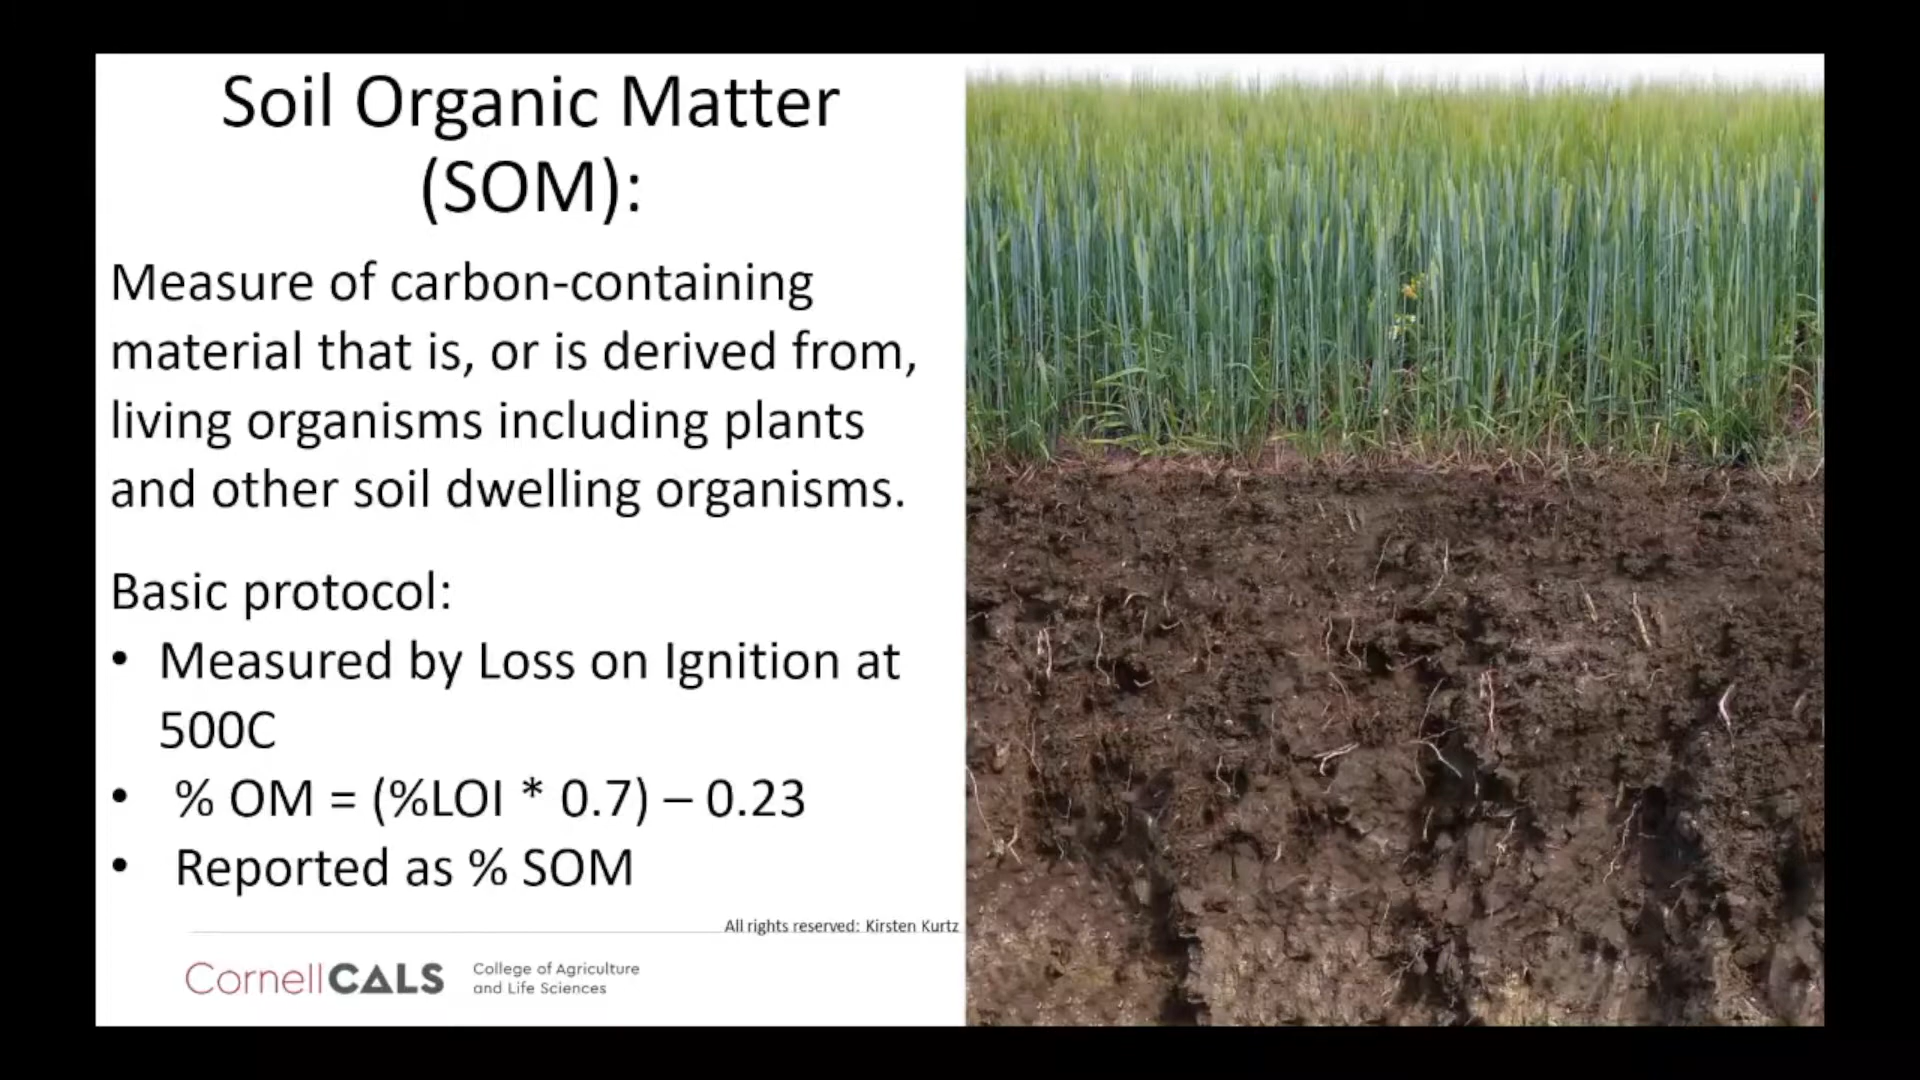 Soil Organic Matter
(SOM):
Measure of carbon-containing
material that is, or is derived from,
living organisms including plants
and other soil dwelling organisms.
Basic protocol:
• Measured by Loss on Ignition at
500C
• % OM = (%LOI * 0.7) – 0.23
• Reported as % SOM
All rights reserved: Kirsten Kurtz
CornellCALS College of Agriculture
and Life Sciences